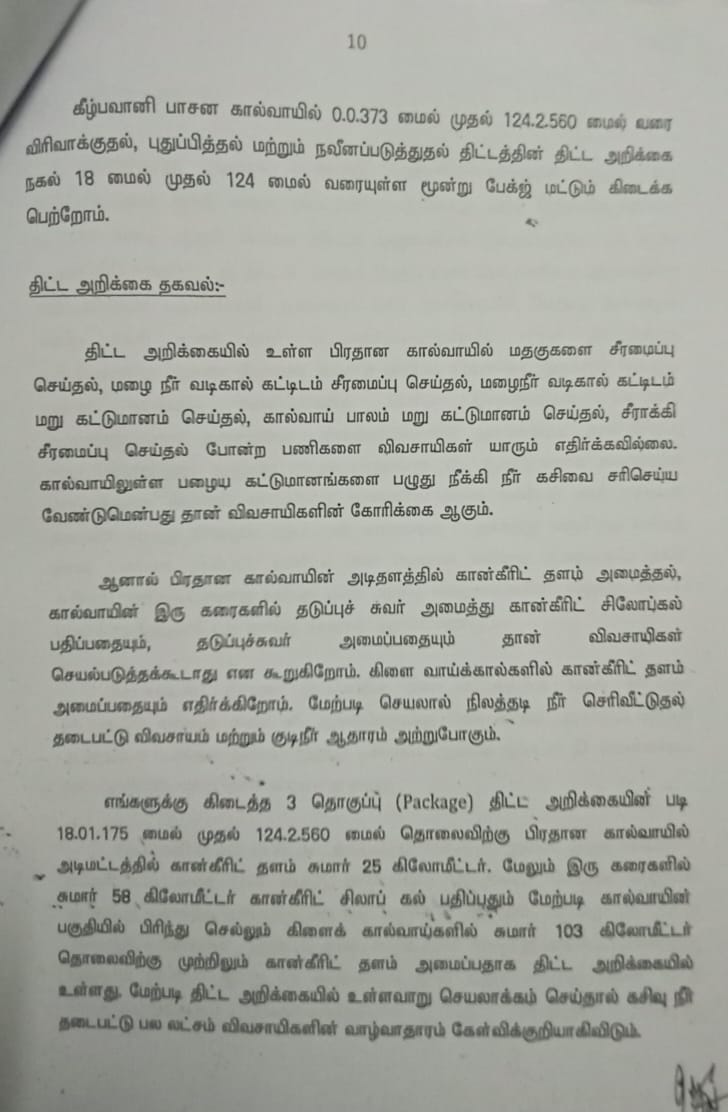 10
கீழ்பவானி பாசன கால்வாயில் 0.0.373 மைல் முதல் 124.2.560 மைல் வரை
விரிவாக்குதல், புதுப்பித்தல் மற்றும் நவீனப்படுத்துதல் திட்டத்தின் திட்ட அறிக்கை
நகல் 18 மைல் முதல் 124 மைல் வரையுள்ள மூன்று பேக்ஜ் மட்டும் கிடைக்க
பெற்றோம்.
திட்ட அறிக்கை தகவல்:-
திட்ட அறிக்கையில் உள்ள பிரதான கால்வாயில் மதகுகளை சீரமைப்பு
செய்தல், மழை நீர் வடிகால் கட்டிடம் சீரமைப்பு செய்தல், மழைநீர் வடிகால் கட்டிடம்
மறு கட்டுமானம் செய்தல், கால்வாய் பாலம் மறு கட்டுமானம் செய்தல், சீராக்கி
சீரமைப்பு செய்தல் போன்ற பணிகளை விவசாயிகள் யாரும் எதிர்க்கவில்லை.
கால்வாயிலுள்ள பழைய கட்டுமானங்களை பழுது நீக்கி நீர் கசிவை சரிசெய்ய
வேண்டுமென்பது தான் விவசாயிகளின் கோரிக்கை ஆகும்.
ஆனால் பிரதான கால்வாயின் அடிதளத்தில் கான்கீரிட் தளம் அமைத்தல்,
கால்வாயின் இரு கரைகளில் தடுப்புச் சுவர் அமைத்து கான்கீரிட் சிலோப்கல்
பதிப்பதையும், தடுப்புச்சுவர் அமைப்பதையும் தான் விவசாயிகள்
செயல்படுத்தக்கூடாது என கூறுகிறோம். கிளை வாய்க்கால்களில் கான்கீரிட் தளம்
அமைப்பதையும் எதிர்க்கிறோம். மேற்படி செயலால் நிலத்தடி நீர் செரிவீட்டுதல்
தடைபட்டு விவசாயம் மற்றும் குடிநீர் ஆதாரம் அற்றுபோகும்.
எங்களுக்கு கிடைத்த 3 தொகுப்பு (Package) திட்ட அறிக்கையின் படி
18.01.175 மைல் முதல் 124.2.560 மைல் தொலைவிற்கு பிரதான கால்வாயில்
அடிமட்டத்தில் கான்கீரிட் தளம் சுமார் 25 கிலோமீட்டர். மேலும் இரு கரைகளில்
சுமார் 58 கிலோமீட்டர் கான்கீரிட் சிலாப் கல் பதிப்புதும் மேற்படி கால்வாயின்
பகுதியில் பிரிந்து செல்லும் கிளைக் கால்வாய்களில் சுமார் 103 கிலோமீட்டர்
தொலைவிற்கு முற்றிலும் கான்கீரிட் தளம் அமைப்பதாக திட்ட அறிக்கையில்
உள்ளது. மேற்படி திட்ட அறிக்கையில் உள்ளவாறு செயலாக்கம் செய்தால் கசிவு நீர்
தடைபட்டு பல லட்சம் விவசாயிகளின் வாழ்வாதாரம் கேள்விக்குறியாகிவிடும்.